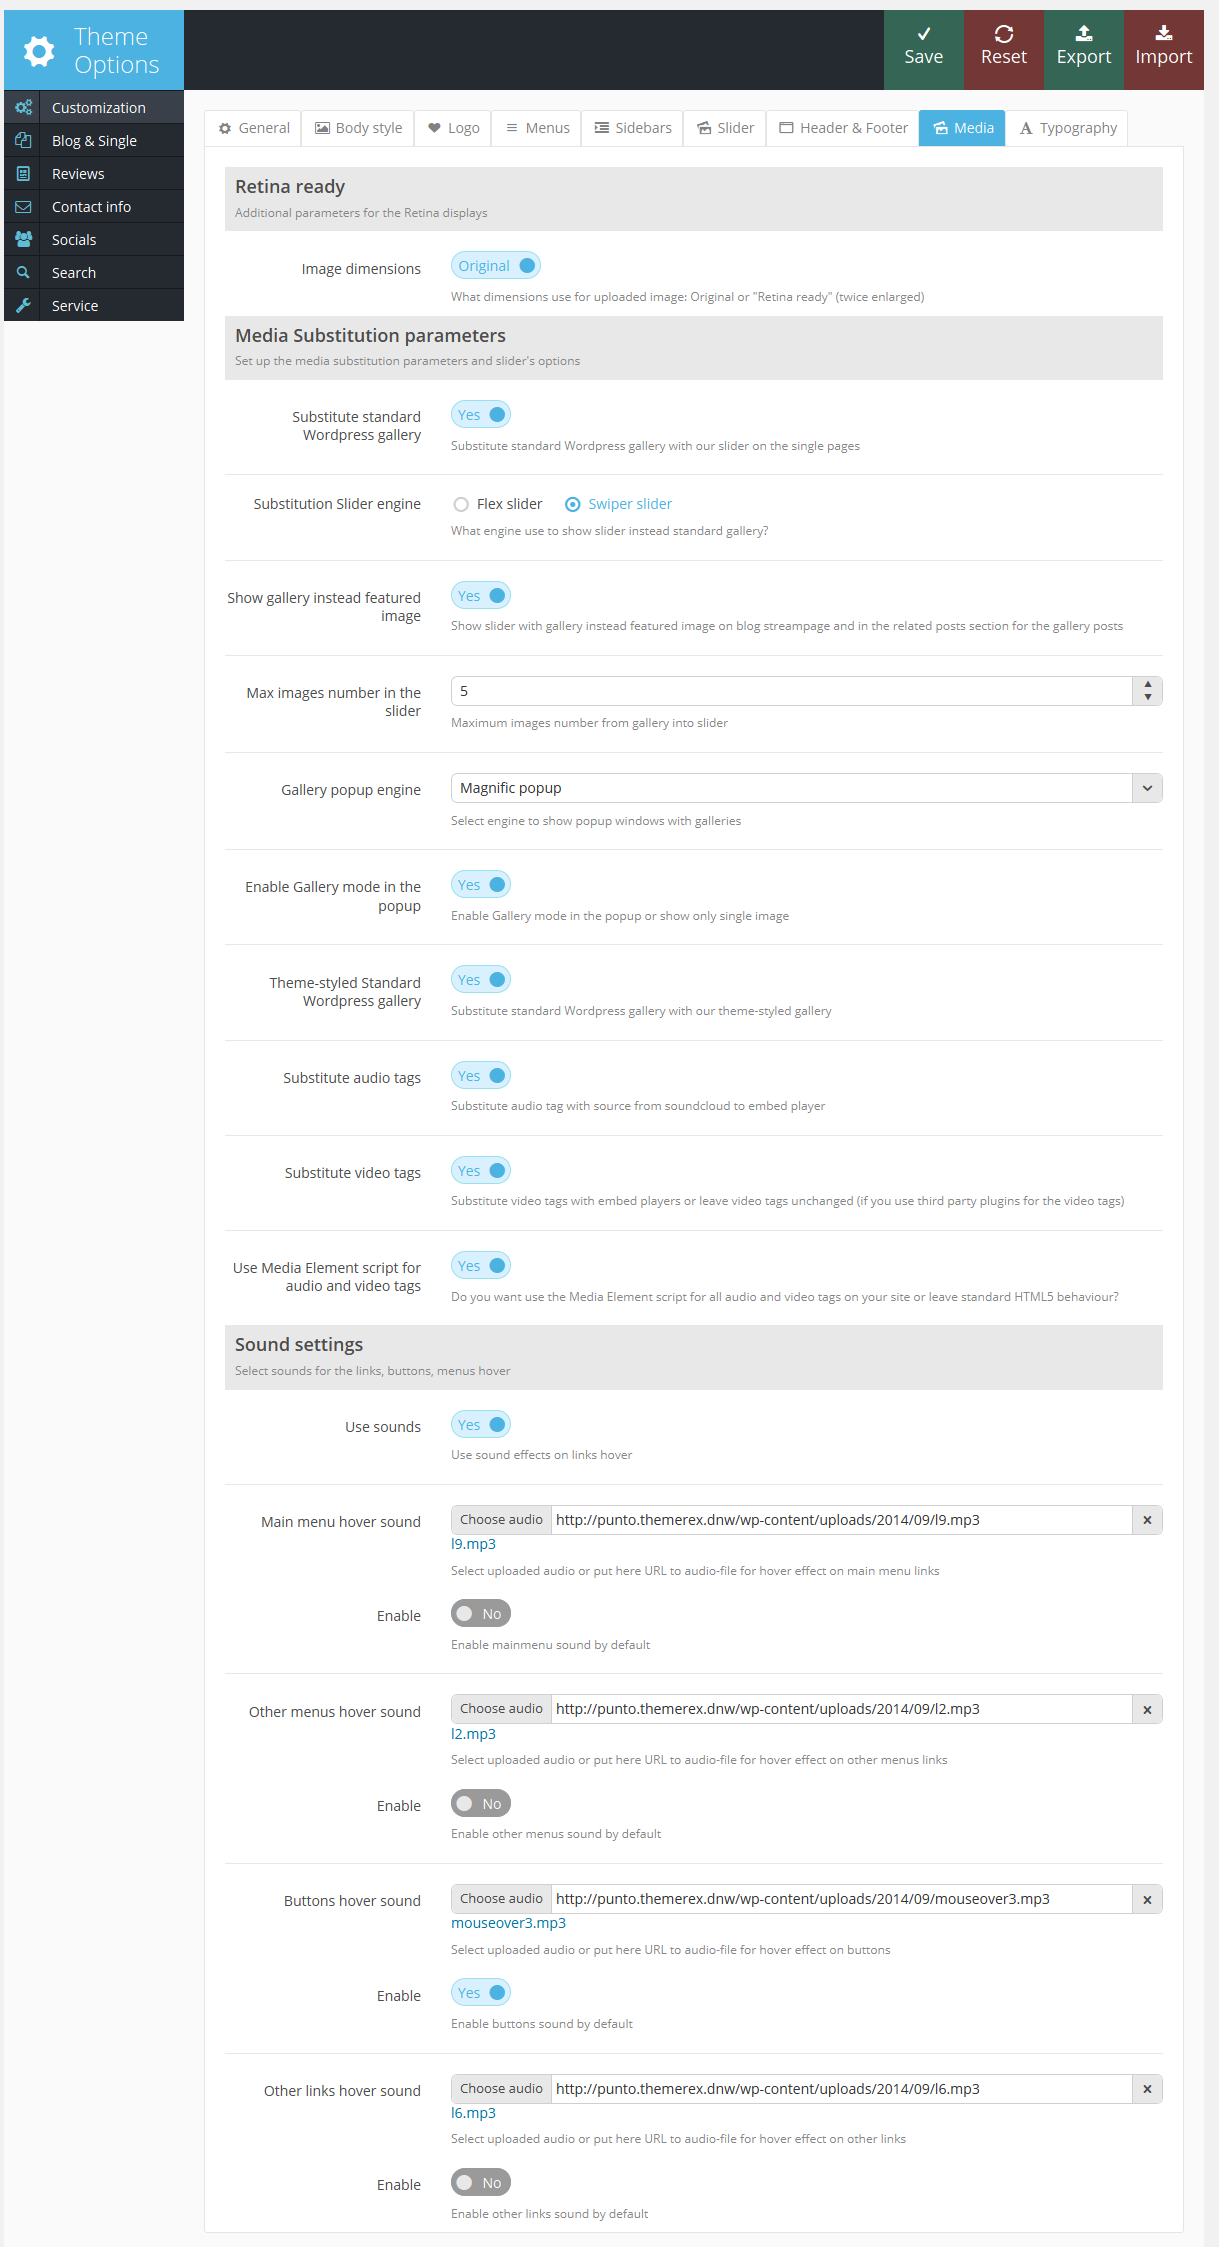 Theme
Options
Save
Reset
Export
Import
Customization
Blog & Single
Reviews
Contact info
Socials
Search
Service
General
Body style
Logo
Menus
Sidebars
Slider
Header & Footer
Media
Typography
Retina ready
Additional parameters for the Retina displays
Image dimensions
Original
What dimensions use for uploaded image: Original or "Retina ready" (twice enlarged)
Media Substitution parameters
Set up the media substitution parameters and slider's options
Substitute standard
Wordpress gallery
Yes
Substitute standard Wordpress gallery with our slider on the single pages
Substitution Slider engine
Flex slider
Swiper slider
What engine use to show slider instead standard gallery?
Show gallery instead featured
image
Yes
Show slider with gallery instead featured image on blog streampage and in the related posts section for the gallery posts
Max images number in the
slider
5
Maximum images number from gallery into slider
Gallery popup engine
Magnific popup
Select engine to show popup windows with galleries
Enable Gallery mode in the
popup
Yes
Enable Gallery mode in the popup or show only single image
Theme-styled Standard
Wordpress gallery
Yes
Substitute standard Wordpress gallery with our theme-styled gallery
Substitute audio tags
Yes
Substitute audio tag with source from soundcloud to embed player
Substitute video tags
Yes
Substitute video tags with embed players or leave video tags unchanged (if you use third party plugins for the video tags)
Use Media Element script for
audio and video tags
Yes
Do you want use the Media Element script for all audio and video tags on your site or leave standard HTML5 behaviour?
Sound settings
Select sounds for the links, buttons, menus hover
Use sounds
Yes
Use sound effects on links hover
Main menu hover sound
Choose audio
http://punto.themerex.dnw/wp-content/uploads/2014/09/l9.mp3
l9.mp3
Select uploaded audio or put here URL to audio-file for hover effect on main menu links
Enable
No
Enable mainmenu sound by default
Other menus hover sound
Choose audio
http://punto.themerex.dnw/wp-content/uploads/2014/09/l2.mp3
l2.mp3
Select uploaded audio or put here URL to audio-file for hover effect on other menus links
Enable
No
Enable other menus sound by default
Buttons hover sound
Choose audio
http://punto.themerex.dnw/wp-content/uploads/2014/09/mouseover3.mp3
mouseover3.mp3
Select uploaded audio or put here URL to audio-file for hover effect on buttons
Enable
Yes
Enable buttons sound by default
Other links hover sound
Choose audio
http://punto.themerex.dnw/wp-content/uploads/2014/09/l6.mp3
l6.mp3
Select uploaded audio or put here URL to audio-file for hover effect on other links
Enable
No
Enable other links sound by default